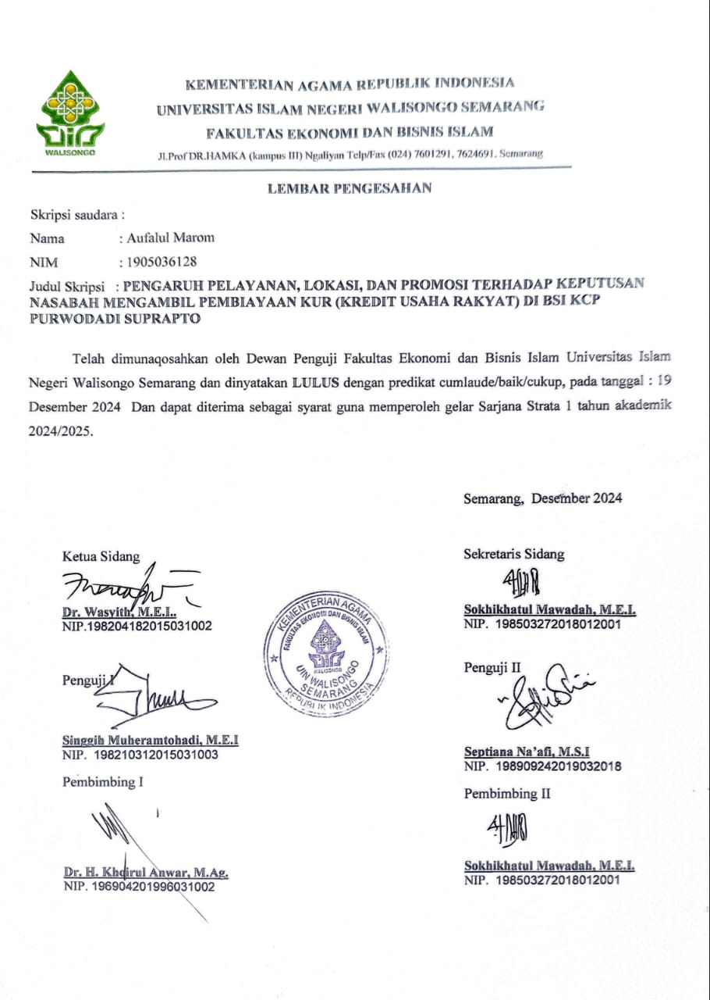 KEMENTERIAN AGAMA REPUBLIK INDONESIA
UNIVERSITAS ISLAM NEGERI WALISONGO SEMARANG
FAKULTAS EKONOMI DAN BISNIS ISLAM
WALISONGO
Jl.Prof DR.HAMKA (kampus III) Ngaliyan Telp/Fax (024) 7601291, 7624691, Semarang
LEMBAR PENGESAHAN
Skripsi saudara :
Nama : Aufalul Marom
NIM : 1905036128
Judul Skripsi : PENGARUH PELAYANAN, LOKASI, DAN PROMOSI TERHADAP KEPUTUSAN
NASABAH MENGAMBIL PEMBIAYAAN KUR (KREDIT USAHA RAKYAT) DI BSI KCP
PURWODADI SUPRAPTO
Telah dimunaqosahkan oleh Dewan Penguji Fakultas Ekonomi dan Bisnis Islam Universitas Islam
Negeri Walisongo Semarang dan dinyatakan LULUS dengan predikat cumlaude/baik/cukup, pada tanggal : 19
Desember 2024 Dan dapat diterima sebagai syarat guna memperoleh gelar Sarjana Strata 1 tahun akademik
2024/2025.
Semarang, Desember 2024
Ketua Sidang
Dr. Wasyith, M.E.I..
NIP.198204182015031002
Sekretaris Sidang
Sokhikhatul Mawadah, M.E.I.
NIP. 198503272018012001
KEMENTERIAN AGAMA
FAKULTAS EKONOMI DAN BISNIS ISLAM
WALISONGO
UIN WALISONGO
SEMARANG
REPUBLIK INDONESIA
Penguji I
Singgih Muheramtohadi, M.E.I
NIP. 198210312015031003
Penguji II
Septiana Na'afi, M.S.I
NIP. 198909242019032018
Pembimbing I
Dr. H. Khoirul Anwar, M.Ag.
NIP. 196904201996031002
Pembimbing II
Sokhikhatul Mawadah, M.E.I.
NIP. 198503272018012001